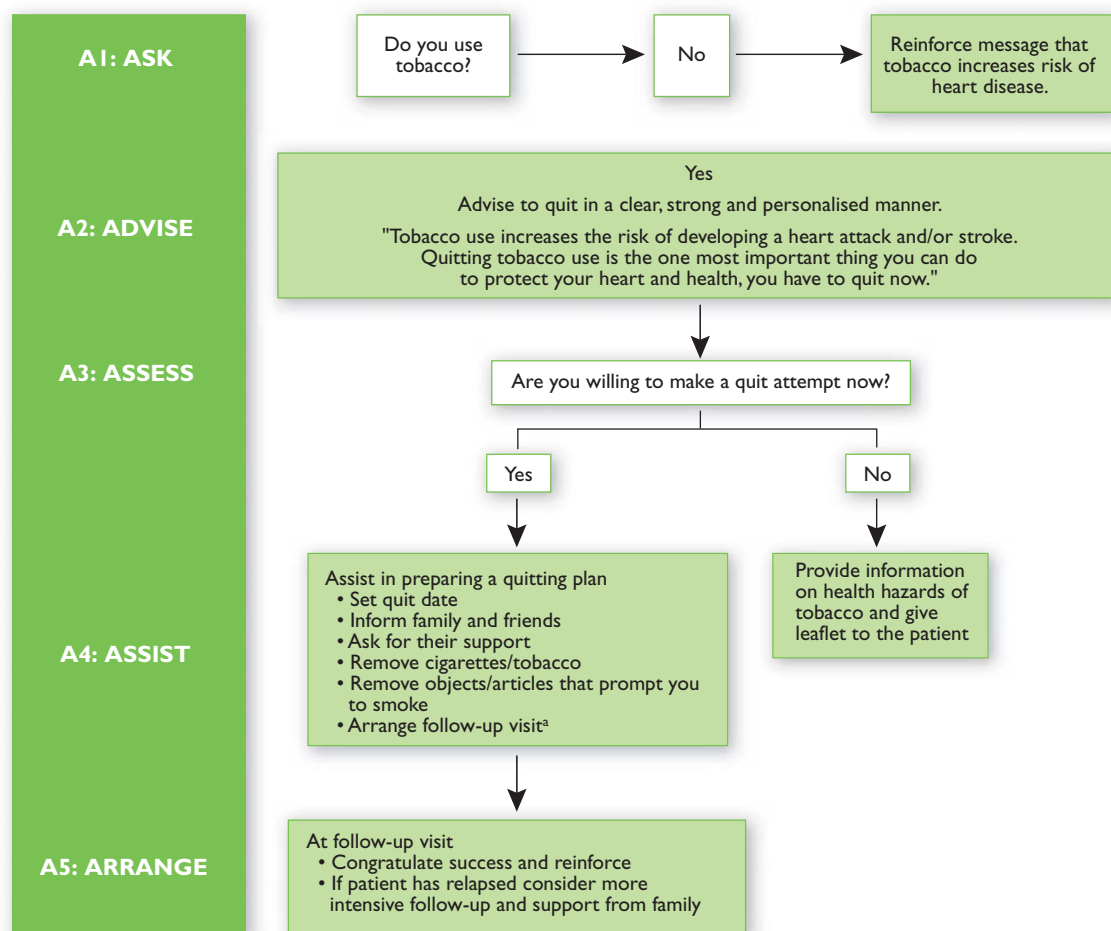 A1: ASK
Do you use
tobacco?
No
Reinforce message that
tobacco increases risk of
heart disease.
A2: ADVISE
Yes
Advise to quit in a clear, strong and personalised manner.
"Tobacco use increases the risk of developing a heart attack and/or stroke.
Quitting tobacco use is the one most important thing you can do
to protect your heart and health, you have to quit now."
A3: ASSESS
Are you willing to make a quit attempt now?
Yes
No
A4: ASSIST
Assist in preparing a quitting plan
• Set quit date
• Inform family and friends
• Ask for their support
• Remove cigarettes/tobacco
• Remove objects/articles that prompt you
to smoke
• Arrange follow-up visitᵃ
Provide information
on health hazards of
tobacco and give
leaflet to the patient
A5: ARRANGE
At follow-up visit
• Congratulate success and reinforce
• If patient has relapsed consider more
intensive follow-up and support from family